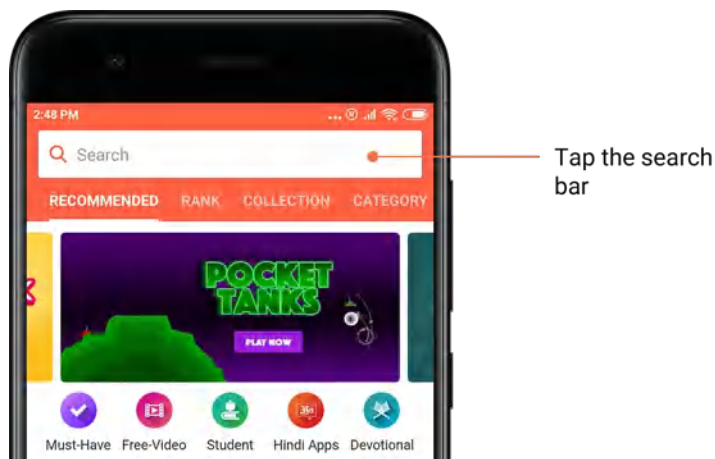 2:48 PM
Search
Tap the search
bar
RECOMMENDED RANK COLLECTION CATEGORY
POCKET
TANKS
PLAY NOW
Must-Have Free-Video Student Hindi Apps Devotional